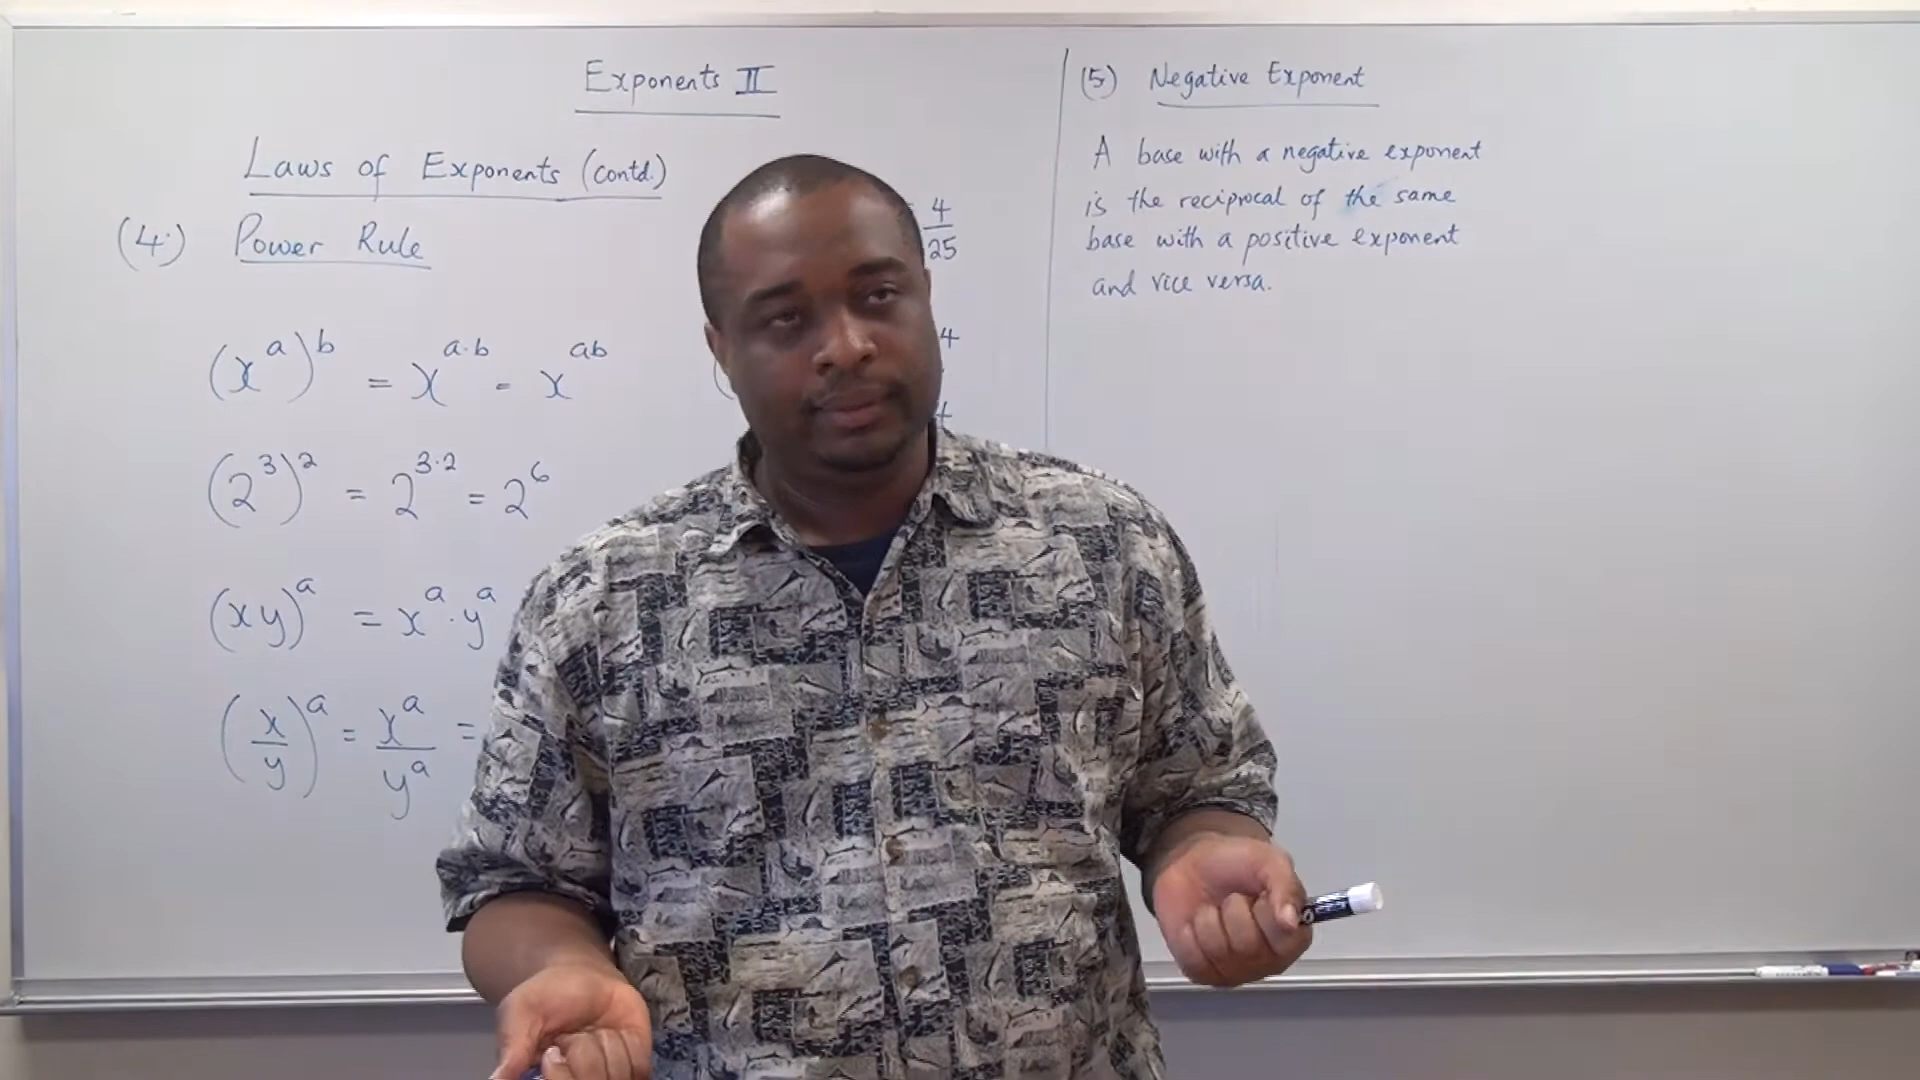 Exponents II
Laws of Exponents (contd.)
(4.) Power Rule
(x^a)^b = x^{a·b} = x^{ab}
(2^3)^2 = 2^{3·2} = 2^6
(xy)^a = x^a · y^a
(x/y)^a = x^a/y^a =
4/25
4
(5) Negative Exponent
A base with a negative exponent
is the reciprocal of the same
base with a positive exponent
and vice versa.